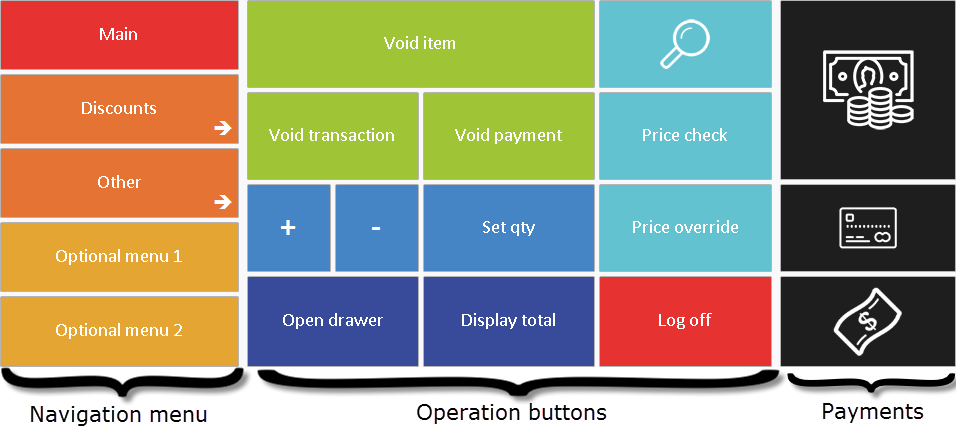 Main
Void item
Discounts
Void transaction
Void payment
Price check
Other
+
-
Set qty
Price override
Optional menu 1
Optional menu 2
Open drawer
Display total
Log off
$
Navigation menu
Operation buttons
Payments